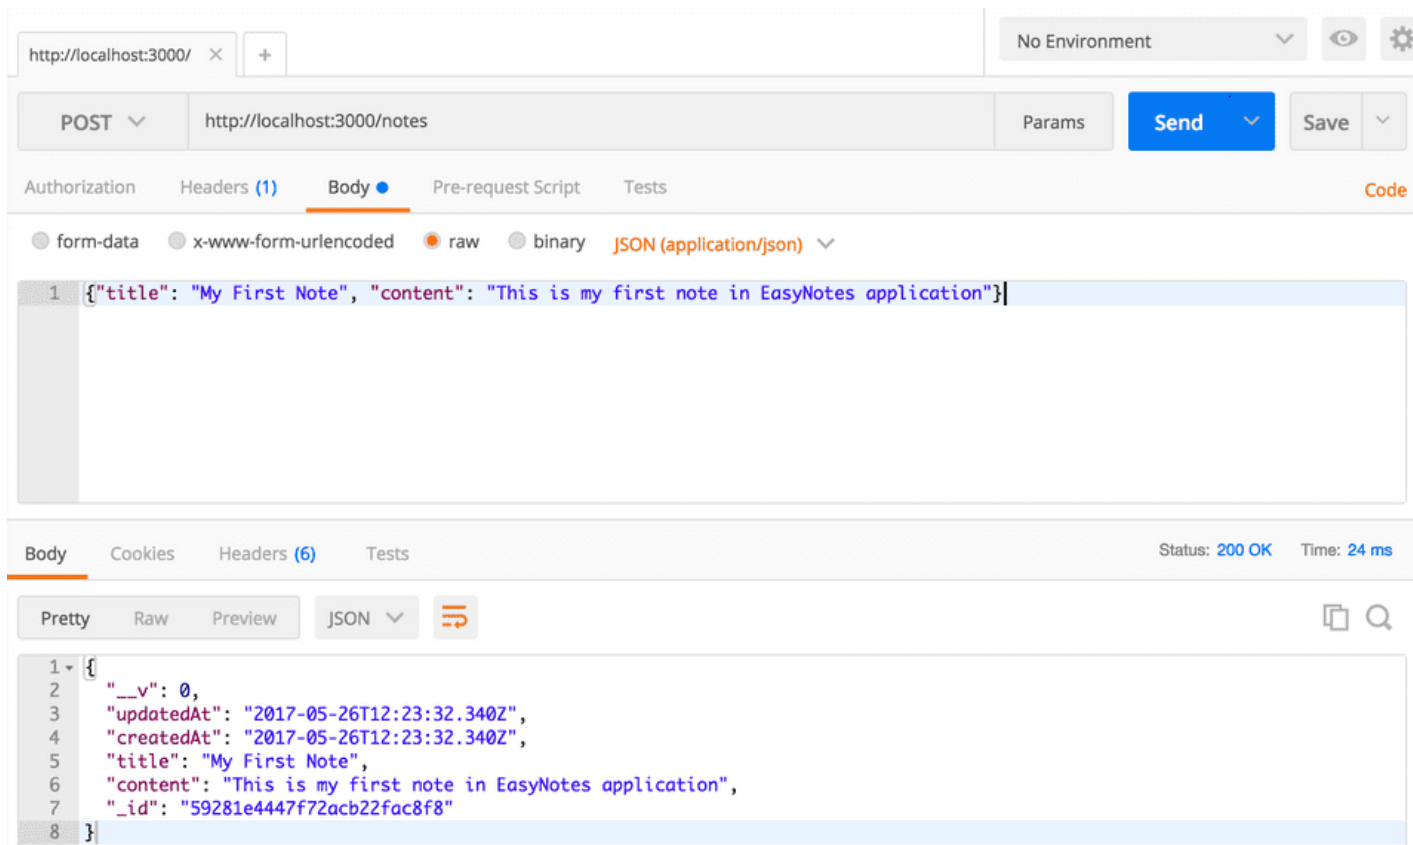 http://localhost:3000/
No Environment
POST http://localhost:3000/notes Params Send Save
Authorization Headers (1) Body Pre-request Script Tests Code
form-data x-www-form-urlencoded raw binary JSON (application/json)
1 {"title": "My First Note", "content": "This is my first note in EasyNotes application"}
Body Cookies Headers (6) Tests Status: 200 OK Time: 24 ms
Pretty Raw Preview JSON
1 {
2 "__v": 0,
3 "updatedAt": "2017-05-26T12:23:32.340Z",
4 "createdAt": "2017-05-26T12:23:32.340Z",
5 "title": "My First Note",
6 "content": "This is my first note in EasyNotes application",
7 "_id": "59281e4447f72acb22fac8f8"
8 }